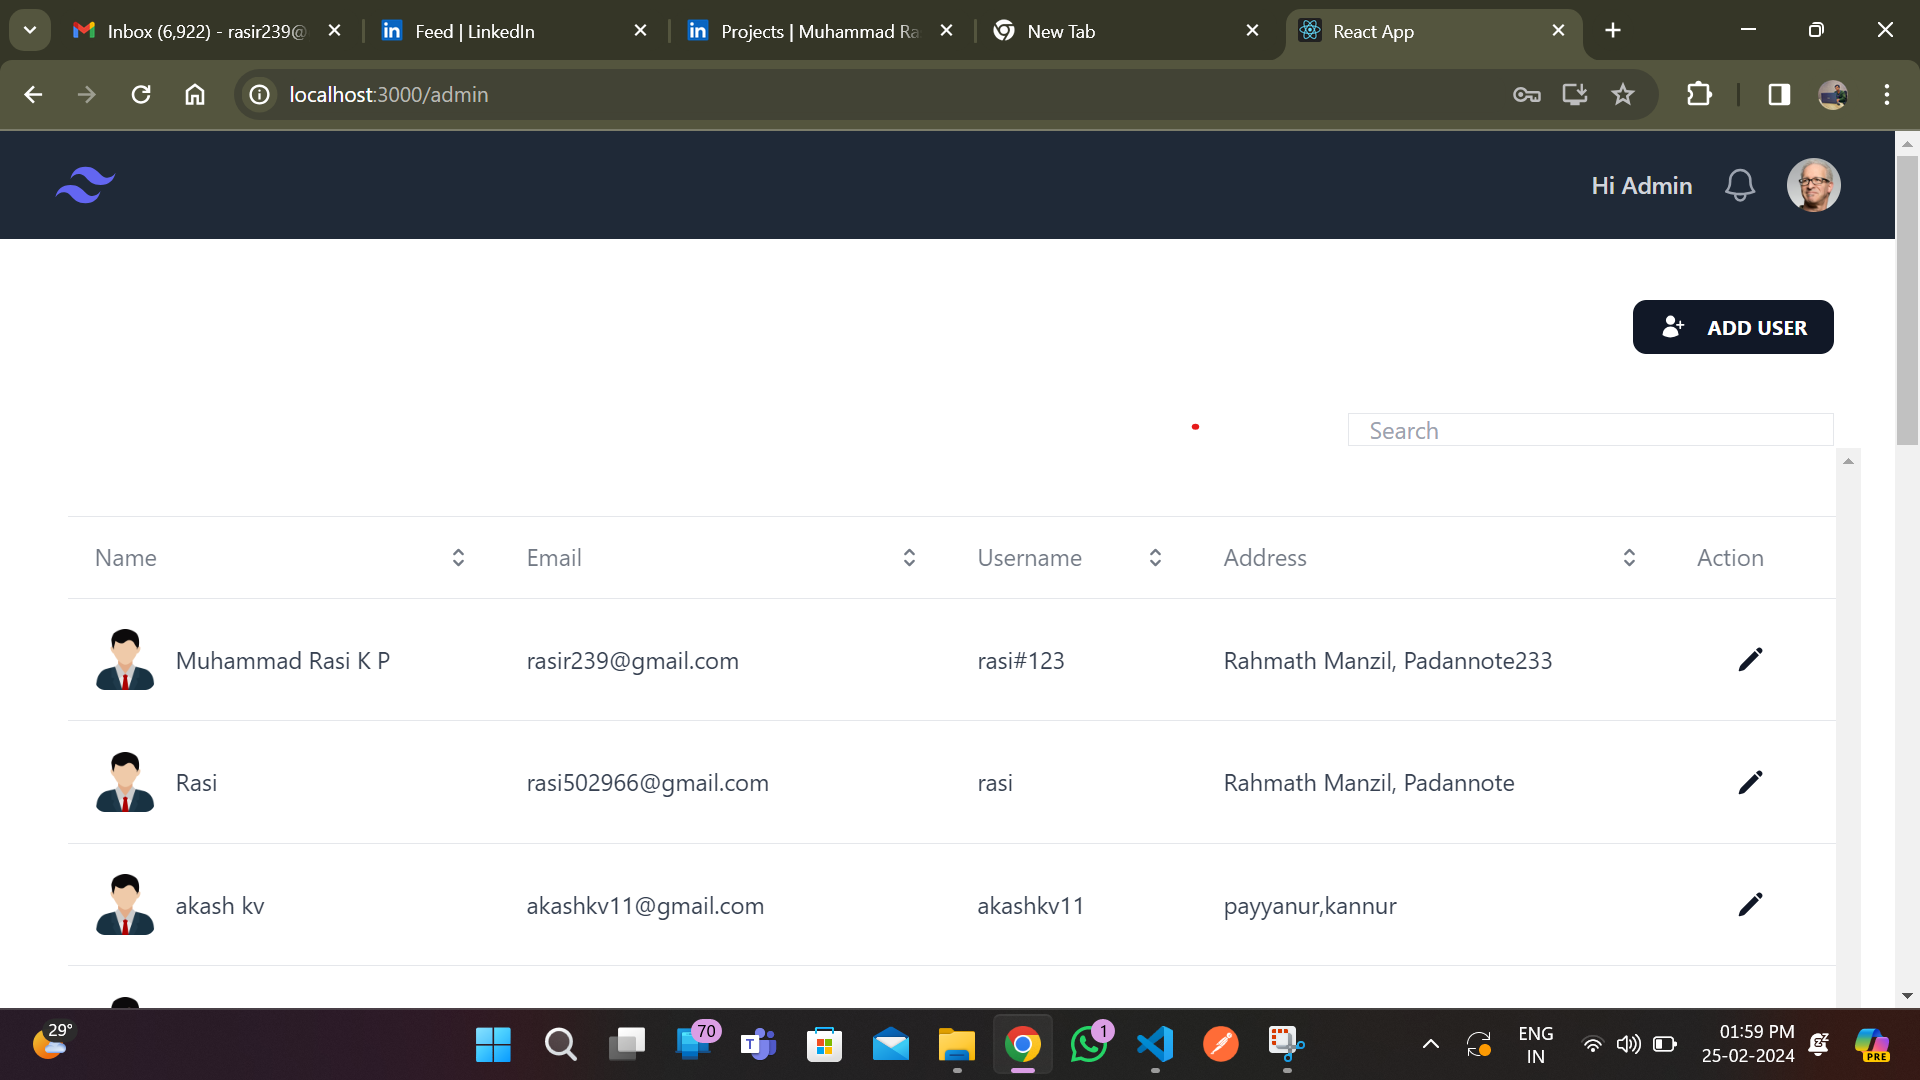 Inbox (6,922) - rasir239@
Feed | LinkedIn
Projects | Muhammad Ra
New Tab
React App
localhost:3000/admin
Hi Admin
ADD USER
Search
Name Email Username Address Action
Muhammad Rasi K P rasir239@gmail.com rasi#123 Rahmath Manzil, Padannote233
Rasi rasi502966@gmail.com rasi Rahmath Manzil, Padannote
akash kv akashkv11@gmail.com akashkv11 payyanur,kannur
29°
70
1
ENG
IN
01:59 PM
25-02-2024
PRE